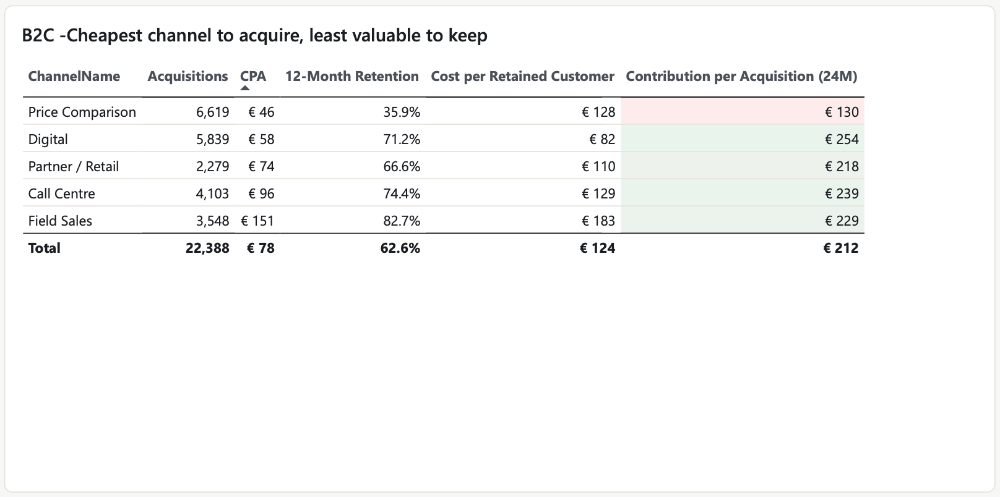 B2C -Cheapest channel to acquire, least valuable to keep
ChannelName Acquisitions CPA 12-Month Retention Cost per Retained Customer Contribution per Acquisition (24M)
Price Comparison 6,619 € 46 35.9% € 128 € 130
Digital 5,839 € 58 71.2% € 82 € 254
Partner / Retail 2,279 € 74 66.6% € 110 € 218
Call Centre 4,103 € 96 74.4% € 129 € 239
Field Sales 3,548 € 151 82.7% € 183 € 229
Total 22,388 € 78 62.6% € 124 € 212